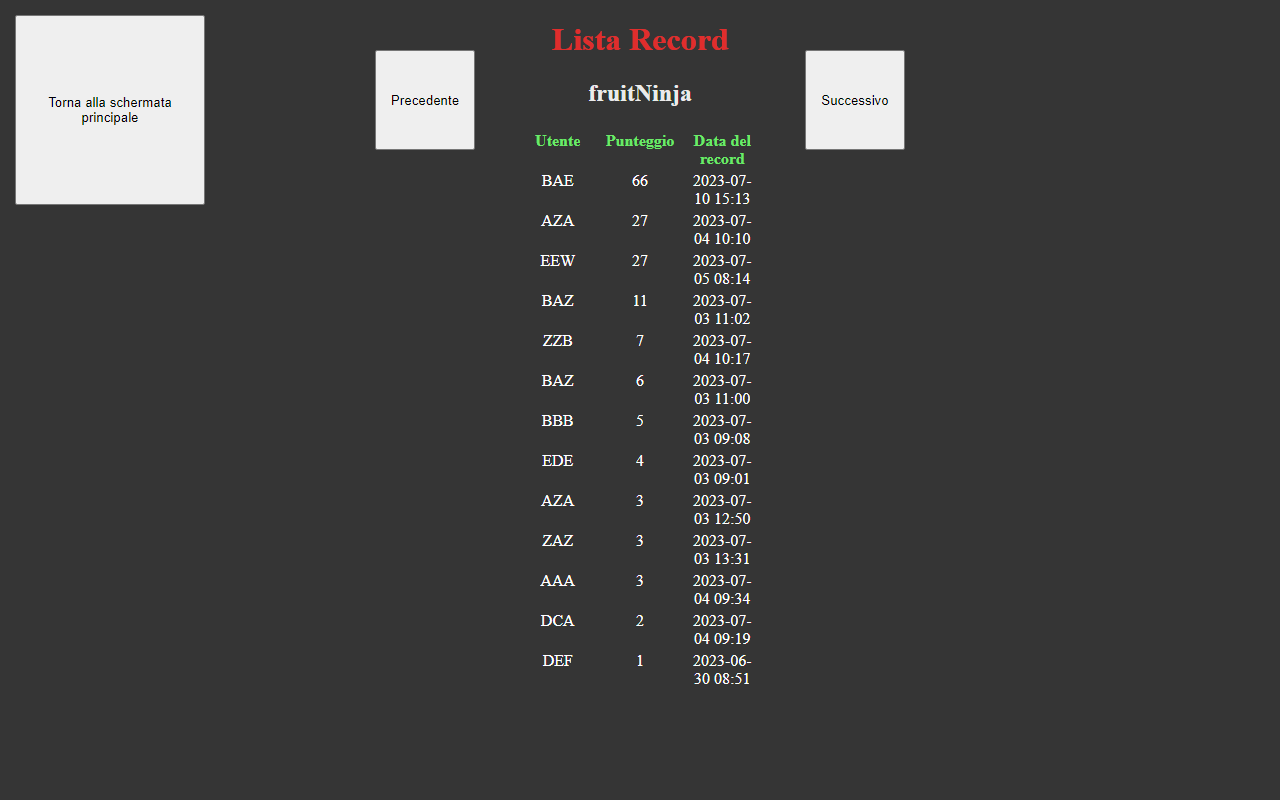 Torna alla schermata
principale
Precedente
Lista Record
fruitNinja
Successivo
Utente Punteggio Data del
record
BAE 66 2023-07-
10 15:13
AZA 27 2023-07-
04 10:10
EEW 27 2023-07-
05 08:14
BAZ 11 2023-07-
03 11:02
ZZB 7 2023-07-
04 10:17
BAZ 6 2023-07-
03 11:00
BBB 5 2023-07-
03 09:08
EDE 4 2023-07-
03 09:01
AZA 3 2023-07-
03 12:50
ZAZ 3 2023-07-
03 13:31
AAA 3 2023-07-
04 09:34
DCA 2 2023-07-
04 09:19
DEF 1 2023-06-
30 08:51